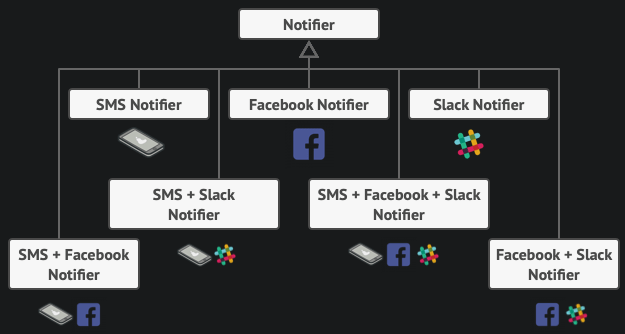 Notifier
SMS Notifier
Facebook Notifier
Slack Notifier
SMS + Slack
Notifier
SMS + Facebook + Slack
Notifier
SMS + Facebook
Notifier
Facebook + Slack
Notifier